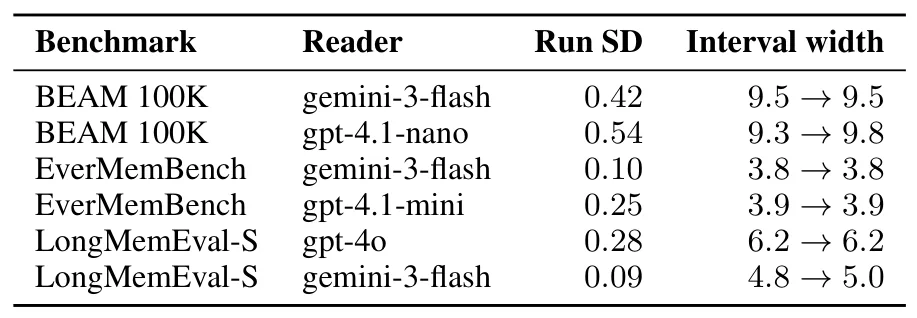 Benchmark Reader Run SD Interval width
BEAM 100K gemini-3-flash 0.42 9.5 → 9.5
BEAM 100K gpt-4.1-nano 0.54 9.3 → 9.8
EverMemBench gemini-3-flash 0.10 3.8 → 3.8
EverMemBench gpt-4.1-mini 0.25 3.9 → 3.9
LongMemEval-S gpt-4o 0.28 6.2 → 6.2
LongMemEval-S gemini-3-flash 0.09 4.8 → 5.0